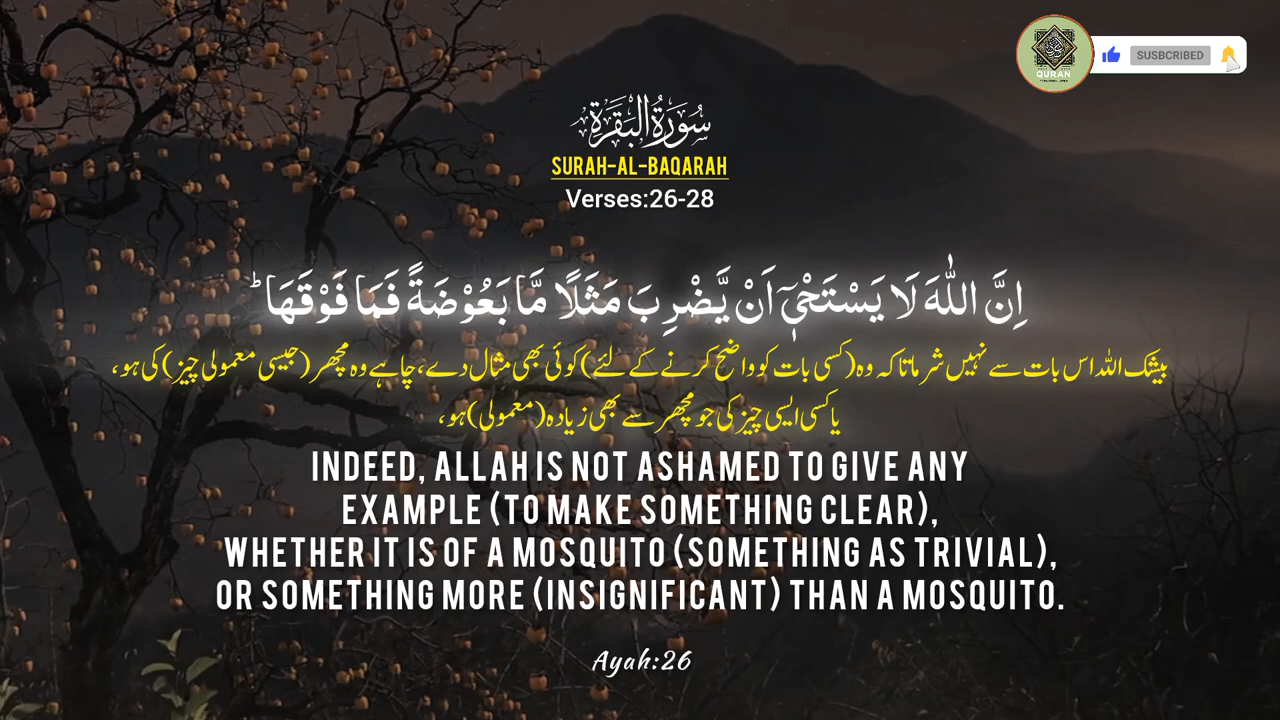 QURAN
SUSBCRIBED
سُورَةُ الْبَقَرَة
SURAH-AL-BAQARAH
Verses:26-28
اِنَّ اللّٰهَ لَا يَسْتَحْيٖٓ اَنْ يَّضْرِبَ مَثَلًا مَّا بَعُوْضَةً فَمَا فَوْقَهَا ؕ
بیشک اللہ اس بات سے نہیں شرماتا کہ وہ (کسی بات کو واضح کرنے کے لئے) کوئی بھی مثال دے، چاہے وہ مچھر (جیسی معمولی چیز) کی ہو،
یا کسی ایسی چیز کی جو مچھر سے بھی زیادہ (معمولی) ہو،
INDEED, ALLAH IS NOT ASHAMED TO GIVE ANY
EXAMPLE (TO MAKE SOMETHING CLEAR),
WHETHER IT IS OF A MOSQUITO (SOMETHING AS TRIVIAL),
OR SOMETHING MORE (INSIGNIFICANT) THAN A MOSQUITO.
Ayah:26